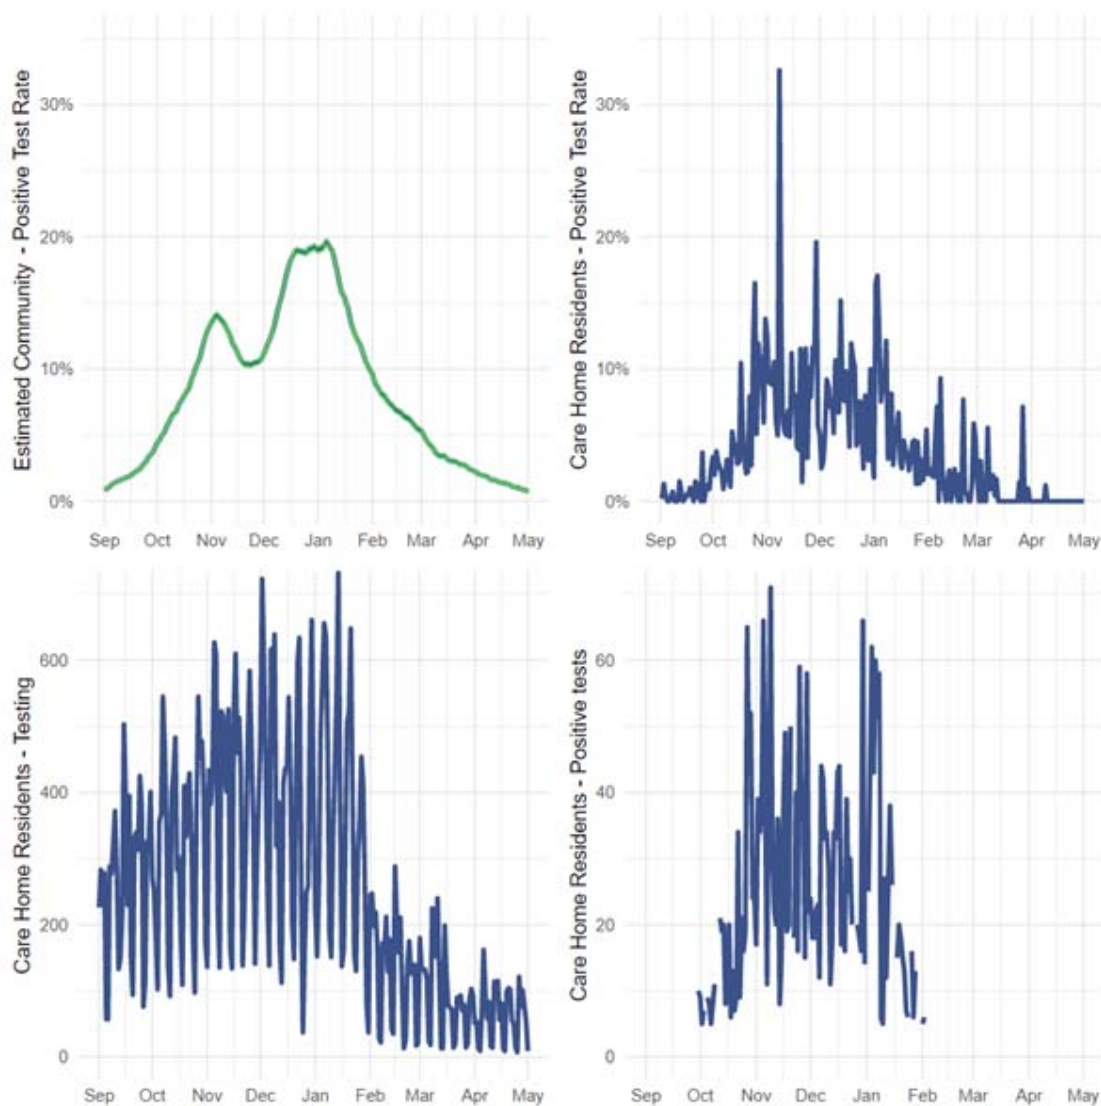 Estimated Community - Positive Test Rate
30%
20%
10%
0%
Sep Oct Nov Dec Jan Feb Mar Apr May
Care Home Residents - Positive Test Rate
30%
20%
10%
0%
Sep Oct Nov Dec Jan Feb Mar Apr May
Care Home Residents - Testing
600
400
200
0
Sep Oct Nov Dec Jan Feb Mar Apr May
Care Home Residents - Positive tests
60
40
20
0
Sep Oct Nov Dec Jan Feb Mar Apr May